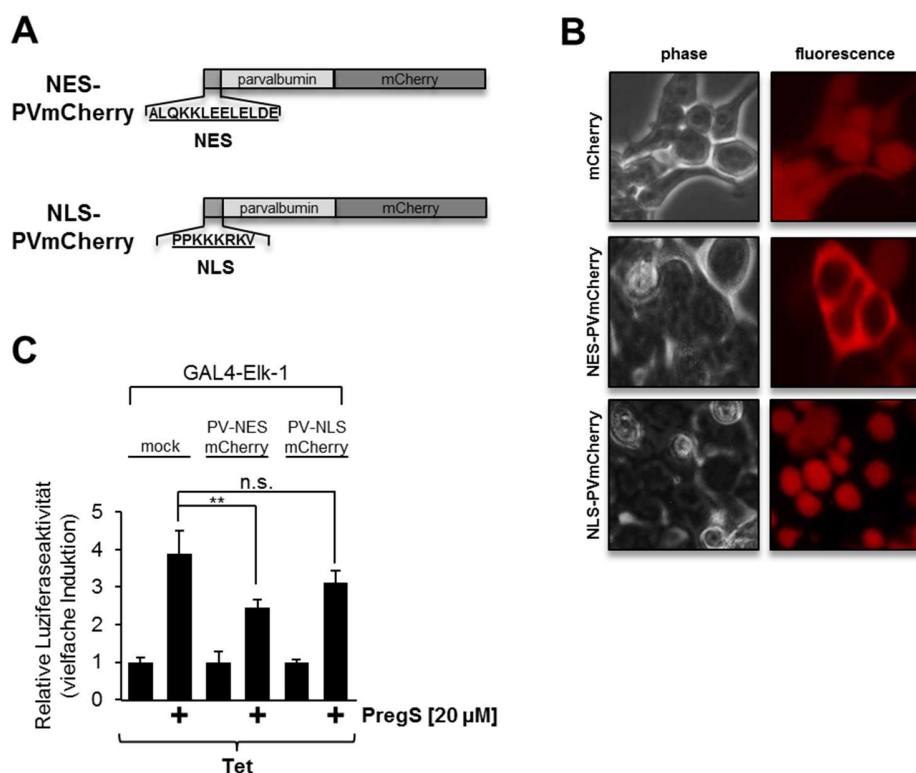 A
NES-
PVmCherry
parvalbumin
mCherry
ALQKKLEELELDE
NES
NLS-
PVmCherry
parvalbumin
mCherry
PPKKKRKV
NLS
B
phase
fluorescence
mCherry
NES-PVmCherry
NLS-PVmCherry
C
GAL4-Elk-1
mock
PV-NES
mCherry
PV-NLS
mCherry
n.s.
**
Relative Luziferaseaktivität
(vielfache Induktion)
5
4
3
2
1
0
+ + + PregS [20 µM]
Tet